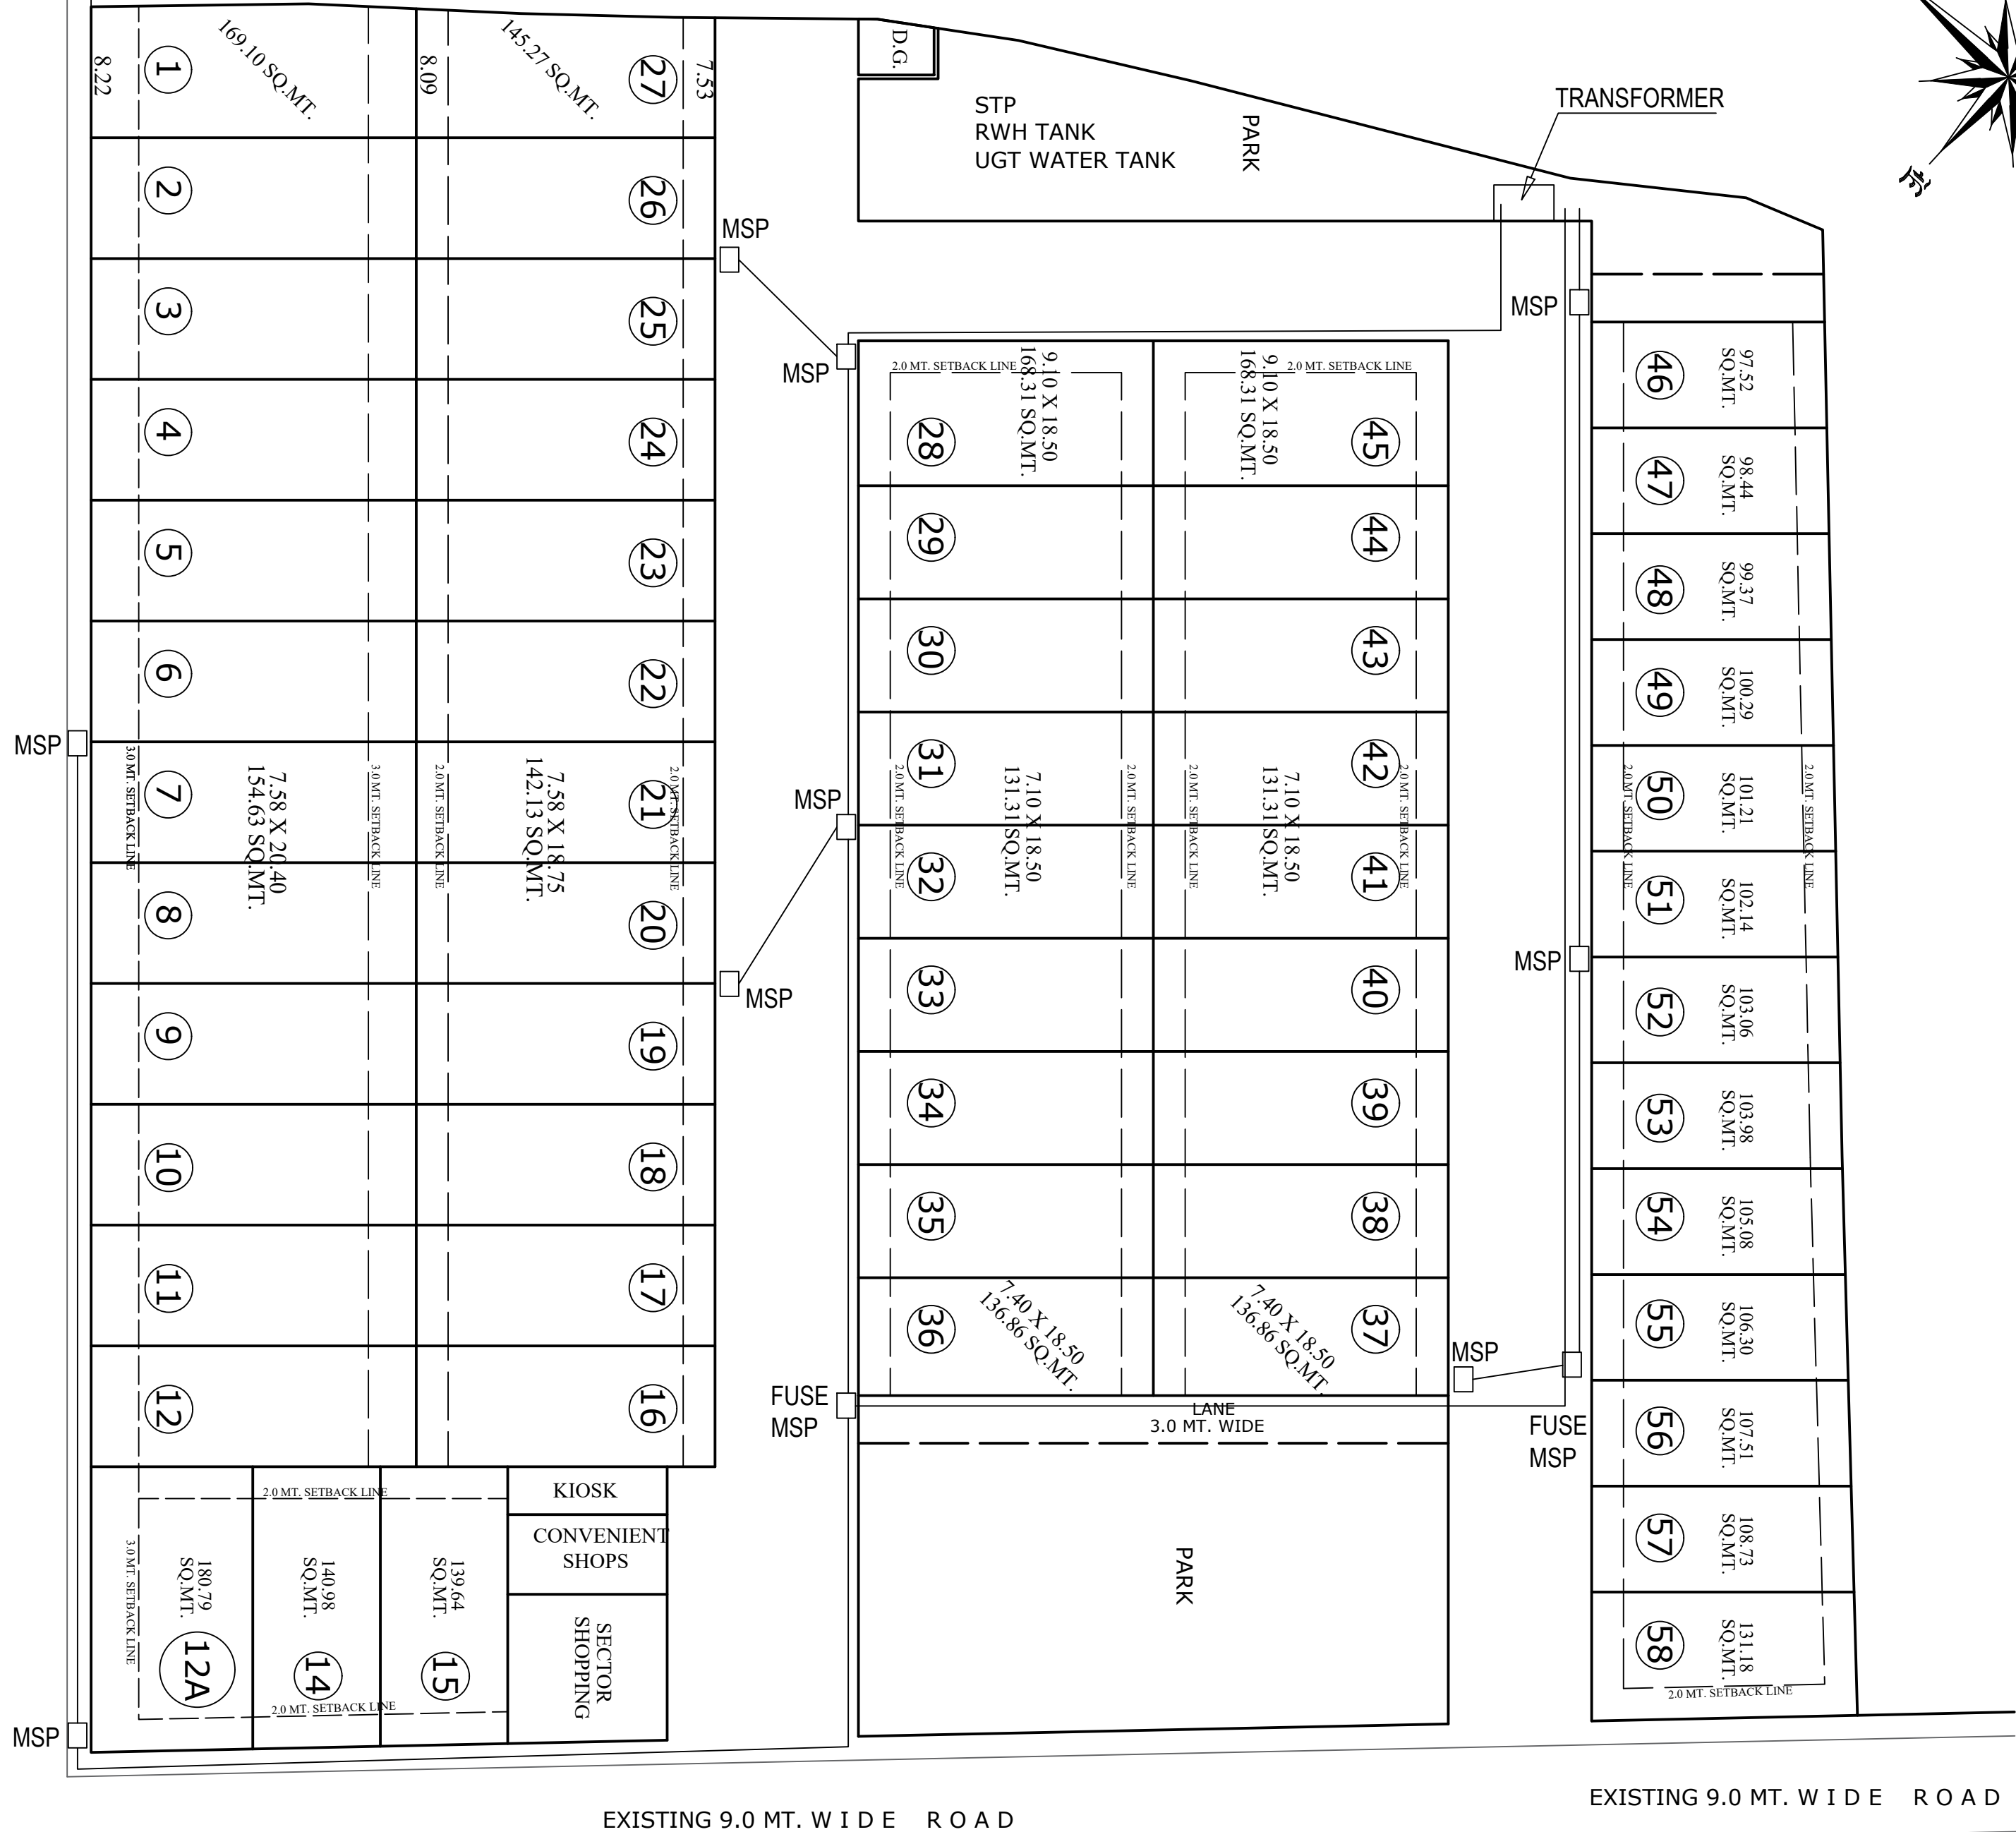 8.22
1
169.10 SQ.MT.
8.09
145.27 SQ.MT.
27
7.53
2
26
3
25
4
24
5
23
6
22
3.0 MT. SETBACK LINE
7
7.58 X 20.40
154.63 SQ.MT.
3.0 MT. SETBACK LINE
2.0 MT. SETBACK LINE
7.58 X 18.75
142.13 SQ.MT.
21
2.0 MT. SETBACK LINE
8
20
9
19
10
18
11
17
12
16
2.0 MT. SETBACK LINE
3.0 MT. SETBACK LINE
180.79
SQ.MT.
12A
140.98
SQ.MT.
14
139.64
SQ.MT.
15
2.0 MT. SETBACK LINE
KIOSK
CONVENIENT
SHOPS
SECTOR
SHOPPING
MSP
MSP
D.G.
STP
RWH TANK
UGT WATER TANK
PARK
TRANSFORMER
MSP
MSP
MSP
MSP
FUSE
MSP
2.0 MT. SETBACK LINE
9.10 X 18.50
168.31 SQ.MT.
9.10 X 18.50
168.31 SQ.MT.
2.0 MT. SETBACK LINE
28
45
29
44
30
43
31
42
2.0 MT. SETBACK LINE
7.10 X 18.50
131.31 SQ.MT.
2.0 MT. SETBACK LINE
2.0 MT. SETBACK LINE
7.10 X 18.50
131.31 SQ.MT.
2.0 MT. SETBACK LINE
32
41
33
40
34
39
35
38
36
7.40 X 18.50
136.86 SQ.MT.
7.40 X 18.50
136.86 SQ.MT.
37
LANE
3.0 MT. WIDE
PARK
MSP
MSP
MSP
FUSE
MSP
46
97.52
SQ.MT.
47
98.44
SQ.MT.
48
99.37
SQ.MT.
49
100.29
SQ.MT.
2.0 MT. SETBACK LINE
50
101.21
SQ.MT.
2.0 MT. SETBACK LINE
51
102.14
SQ.MT.
52
103.06
SQ.MT.
53
103.98
SQ.MT.
54
105.08
SQ.MT.
55
106.30
SQ.MT.
56
107.51
SQ.MT.
57
108.73
SQ.MT.
58
131.18
SQ.MT.
2.0 MT. SETBACK LINE
EXISTING 9.0 MT. W I D E R O A D
EXISTING 9.0 MT. W I D E R O A D